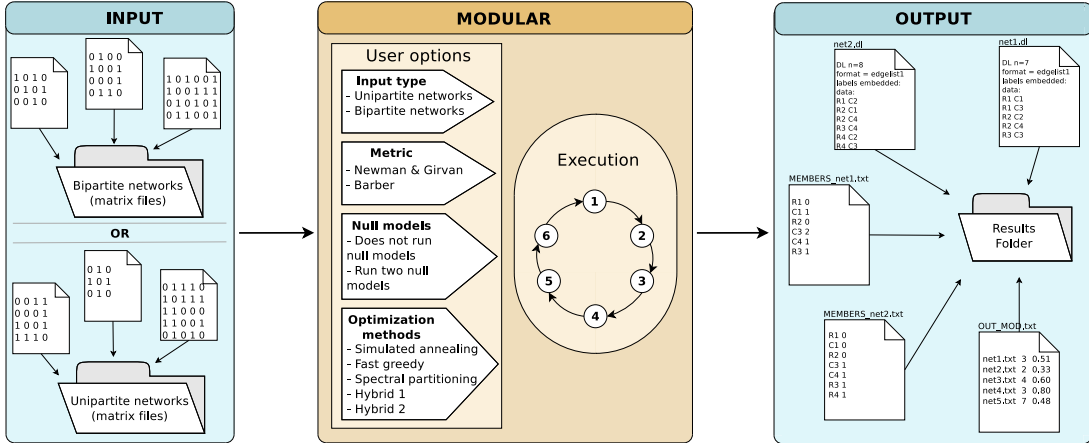 INPUT
1 0 1 0
0 1 0 1
0 0 1 0
0 1 0 0
1 0 0 1
0 0 0 1
0 1 1 0
1 0 1 0 0 1
1 0 0 1 1 1
0 1 0 1 0 1
0 1 1 0 0 1
Bipartite networks
(matrix files)
OR
0 0 1 1
0 0 0 1
1 0 0 1
1 1 1 0
0 1 0
1 0 1
0 1 0
0 1 1 1 0
1 0 1 1 1
1 1 0 0 1
1 1 0 0 1
0 1 0 1 0
Unipartite networks
(matrix files)
MODULAR
User options
Input type
- Unipartite networks
- Bipartite networks
Metric
- Newman & Girvan
- Barber
Null models
- Does not run
null models
- Run two null
models
Optimization
methods
- Simulated annealing
- Fast greedy
- Spectral partitioning
- Hybrid 1
- Hybrid 2
Execution
1
2
3
4
5
6
OUTPUT
net2.dl
DL n=8
format = edgelist1
labels embedded:
data:
R1 C2
R2 C1
R2 C4
R3 C4
R4 C2
R4 C3
net1.dl
DL n=7
format = edgelist1
labels embedded:
data:
R1 C1
R1 C3
R2 C2
R2 C4
R3 C3
MEMBERS_net1.txt
R1 0
C1 1
R2 0
C3 2
C4 1
R3 1
Results
Folder
MEMBERS_net2.txt
R1 0
C1 0
R2 0
C3 1
C4 1
R3 1
R4 1
OUT_MOD.txt
net1.txt 3 0.51
net2.txt 2 0.33
net3.txt 4 0.60
net4.txt 3 0.80
net5.txt 7 0.48